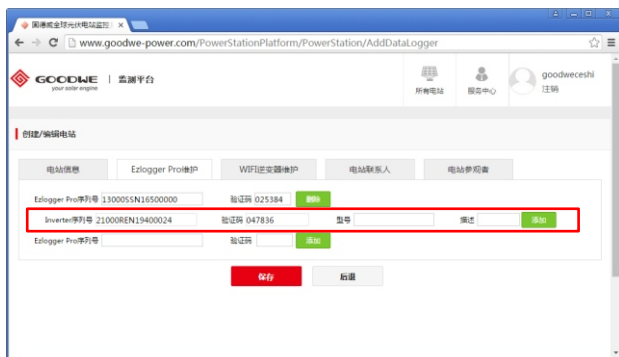 固德威全球光伏电站监控
www.goodwe-power.com/PowerStationPlatform/PowerStation/AddDataLogger
GOODWE | 监测平台
your solar engine
所有电站
服务中心
goodweceshi
注销
创建/编辑电站
电站信息 Ezlogger Pro维护 WIFI逆变器维护 电站联系人 电站参观者
Ezlogger Pro序列号 13000SSN16500000 验证码 025384 删除
Inverter序列号 21000REN19400024 验证码 047836 型号 描述 添加
Ezlogger Pro序列号 验证码 添加
保存 后退